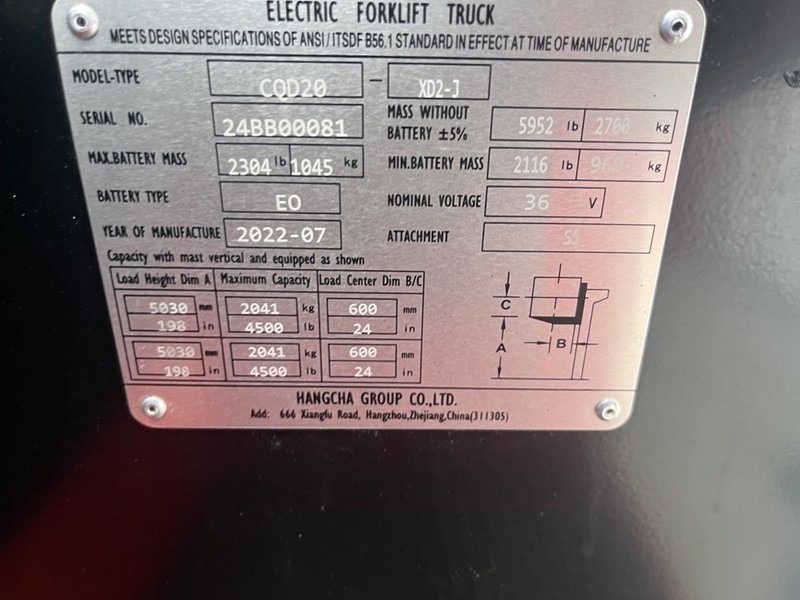 ELECTRIC FORKLIFT TRUCK
MEETS DESIGN SPECIFICATIONS OF ANSI/ITSDF B56.1 STANDARD IN EFFECT AT TIME OF MANUFACTURE
MODEL-TYPE CQD20 - XD2-J
SERIAL NO. 24BB00081 MASS WITHOUT BATTERY ±5% 5952 lb 2700 kg
MAX.BATTERY MASS 2304 lb 1045 kg MIN.BATTERY MASS 2116 lb 960 kg
BATTERY TYPE EO NOMINAL VOLTAGE 36 V
YEAR OF MANUFACTURE 2022-07 ATTACHMENT SS
Capacity with mast vertical and equipped as shown
Load Height Dim A Maximum Capacity Load Center Dim B/C
5030 mm 2041 kg 600 mm
198 in 4500 lb 24 in
5030 mm 2041 kg 600 mm
198 in 4500 lb 24 in
C
A B
HANGCHA GROUP CO.,LTD.
Add: 666 Xiangfu Road, Hangzhou,Zhejiang,China(311305)